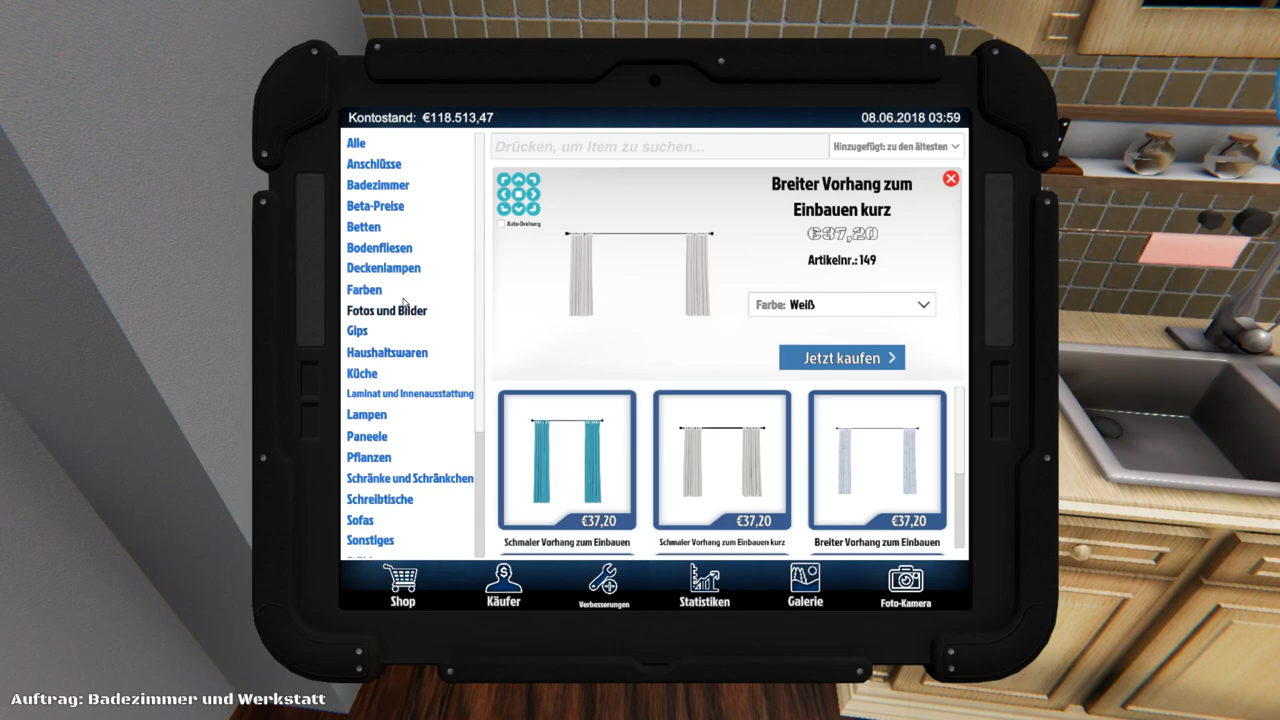 Kontostand: €118.513,47
08.06.2018 03:59
Alle
Anschlüsse
Badezimmer
Beta-Preise
Betten
Bodenfliesen
Deckenlampen
Farben
Fotos und Bilder
Gips
Haushaltswaren
Küche
Laminat und Innenausstattung
Lampen
Paneele
Pflanzen
Schränke und Schränkchen
Schreibtische
Sofas
Sonstiges
Drücken, um Item zu suchen...
Hinzugefügt: zu den ältesten
Auto-Drehung
Breiter Vorhang zum
Einbauen kurz
€37,20
Artikelnr.: 149
Farbe: Weiß
Jetzt kaufen
€37,20
Schmaler Vorhang zum Einbauen
€37,20
Schmaler Vorhang zum Einbauen kurz
€37,20
Breiter Vorhang zum Einbauen
Shop
Käufer
Verbesserungen
Statistiken
Galerie
Foto-Kamera
Auftrag: Badezimmer und Werkstatt